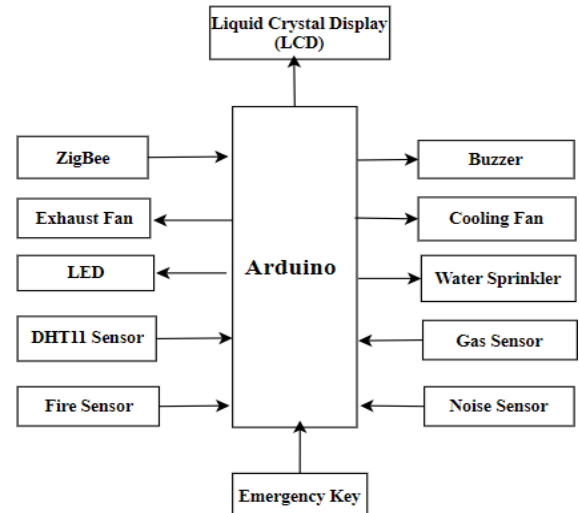 Liquid Crystal Display
(LCD)
ZigBee
Exhaust Fan
LED
DHT11 Sensor
Fire Sensor
Arduino
Buzzer
Cooling Fan
Water Sprinkler
Gas Sensor
Noise Sensor
Emergency Key